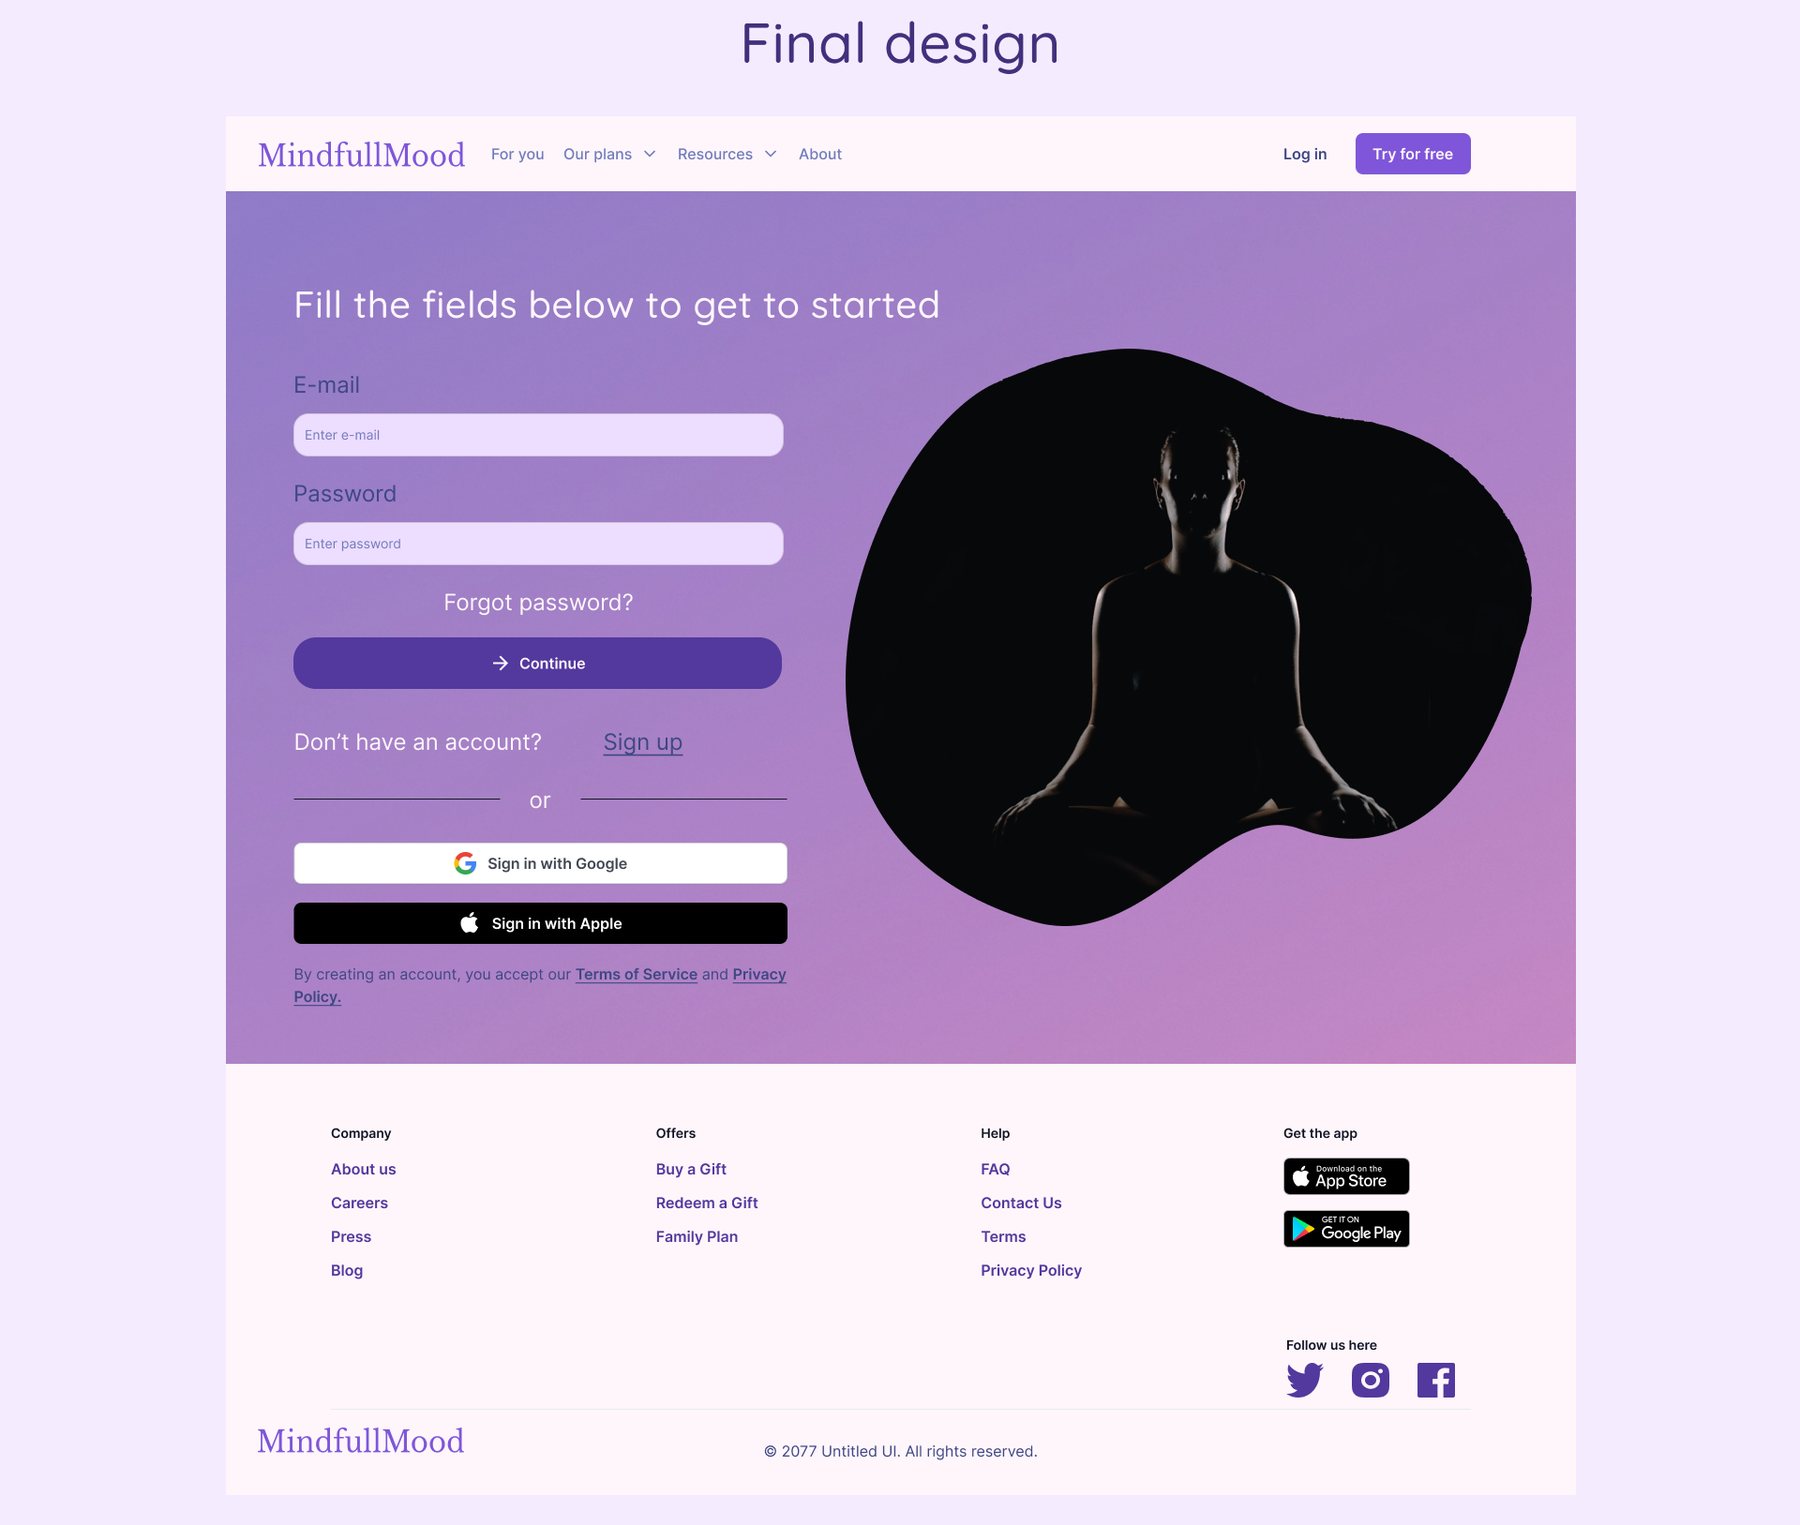 Final design
MindfullMood
For you
Our plans
Resources
About
Log in
Try for free
Fill the fields below to get to started
E-mail
Enter e-mail
Password
Enter password
Forgot password?
Continue
Don’t have an account? Sign up
or
Sign in with Google
Sign in with Apple
By creating an account, you accept our Terms of Service and Privacy
Policy.
Company
About us
Careers
Press
Blog
Offers
Buy a Gift
Redeem a Gift
Family Plan
Help
FAQ
Contact Us
Terms
Privacy Policy
Get the app
Download on the
App Store
GET IT ON
Google Play
Follow us here
MindfullMood
© 2077 Untitled UI. All rights reserved.